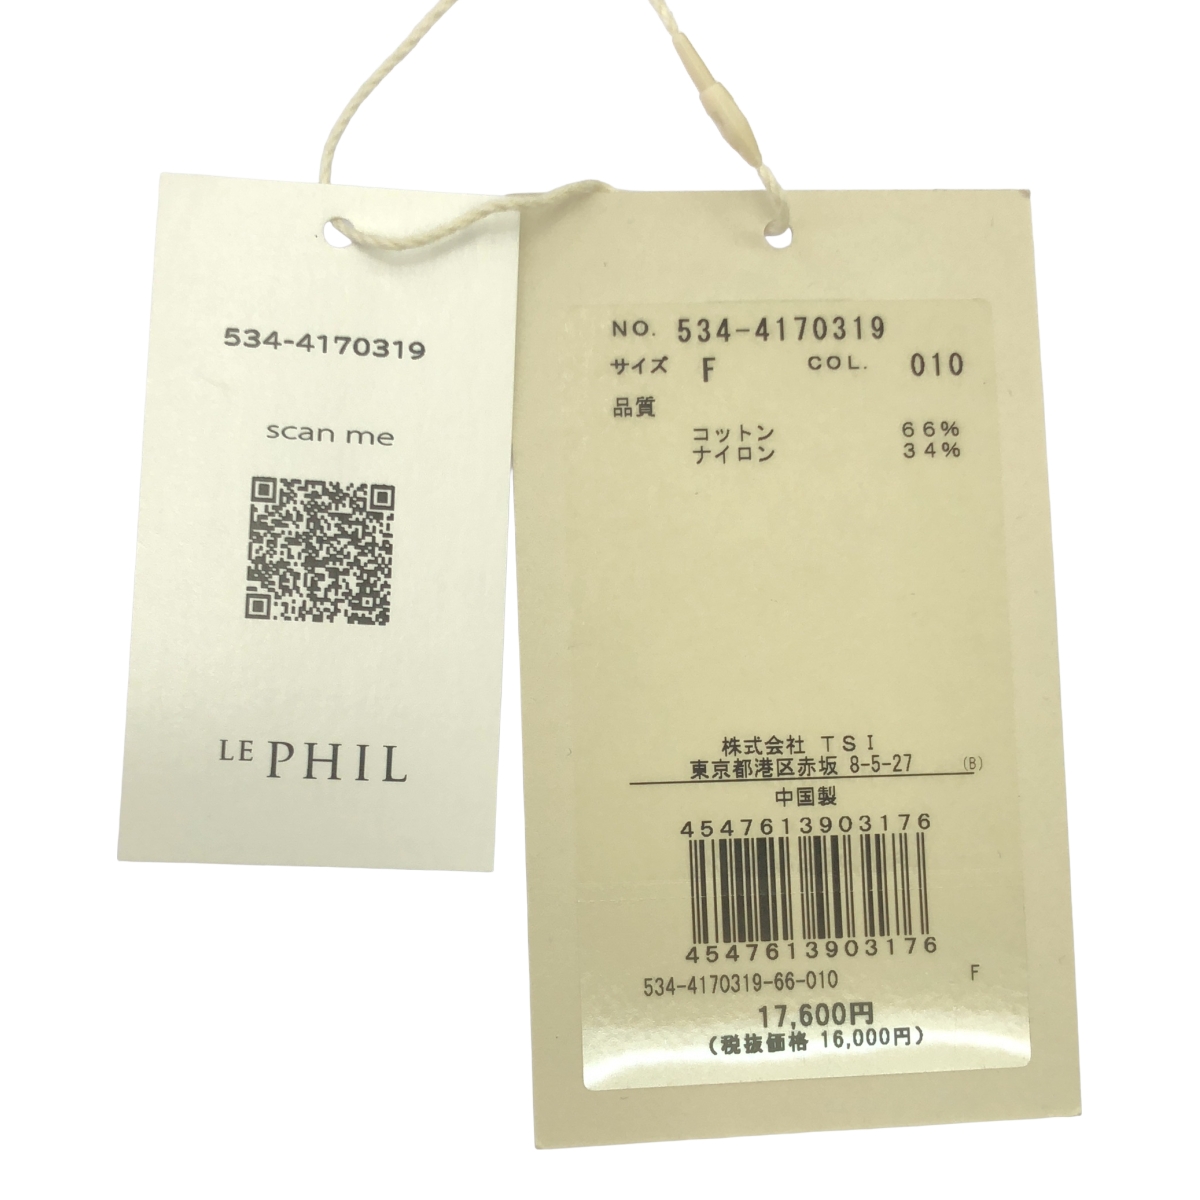 534-4170319
scan me
LE PHIL
NO. 534-4170319
サイズ F COL. 010
品質
コットン 66%
ナイロン 34%
株式会社 TSI
東京都港区赤坂 8-5-27 (B)
中国製
4547613903176
4547613903176
534-4170319-66-010 F
17,600円
(税抜価格 16,000円)